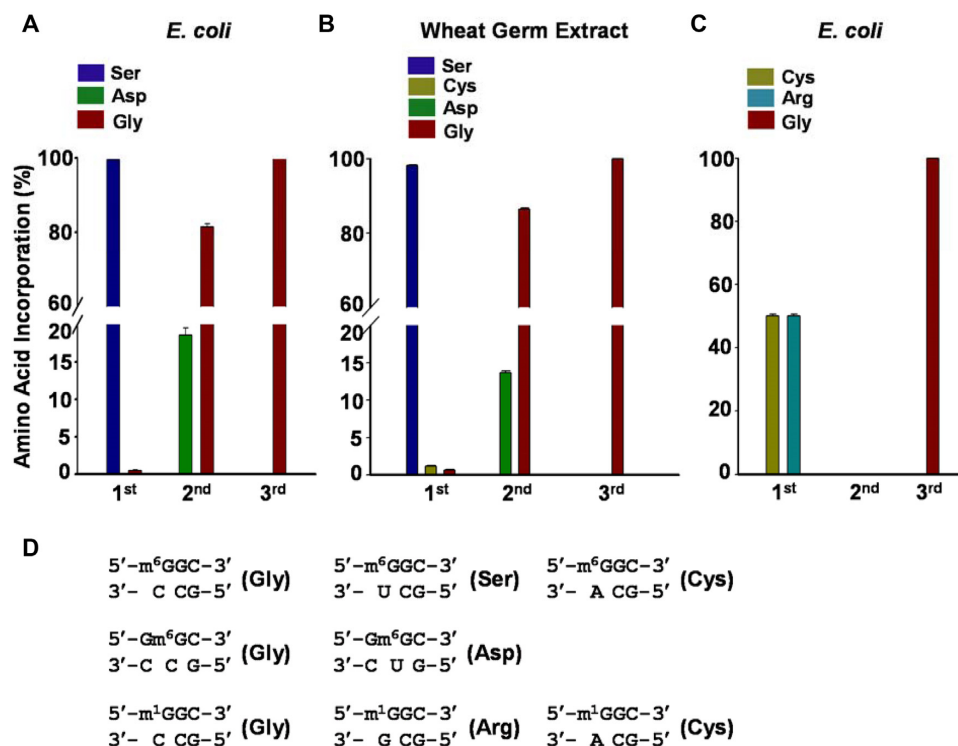 A E. coli
Ser
Asp
Gly
Amino Acid Incorporation (%)
100
80
60
20
15
10
5
0
1st 2nd 3rd
B Wheat Germ Extract
Ser
Cys
Asp
Gly
100
80
60
20
15
10
5
0
1st 2nd 3rd
C E. coli
Cys
Arg
Gly
100
80
60
40
20
0
1st 2nd 3rd
D
5′-m⁶GGC-3′ (Gly) 5′-m⁶GGC-3′ (Ser) 5′-m⁶GGC-3′ (Cys)
3′- C CG-5′ 3′- U CG-5′ 3′- A CG-5′
5′-Gm⁶GC-3′ (Gly) 5′-Gm⁶GC-3′ (Asp)
3′-C C G-5′ 3′-C U G-5′
5′-m¹GGC-3′ (Gly) 5′-m¹GGC-3′ (Arg) 5′-m¹GGC-3′ (Cys)
3′- C CG-5′ 3′- G CG-5′ 3′- A CG-5′